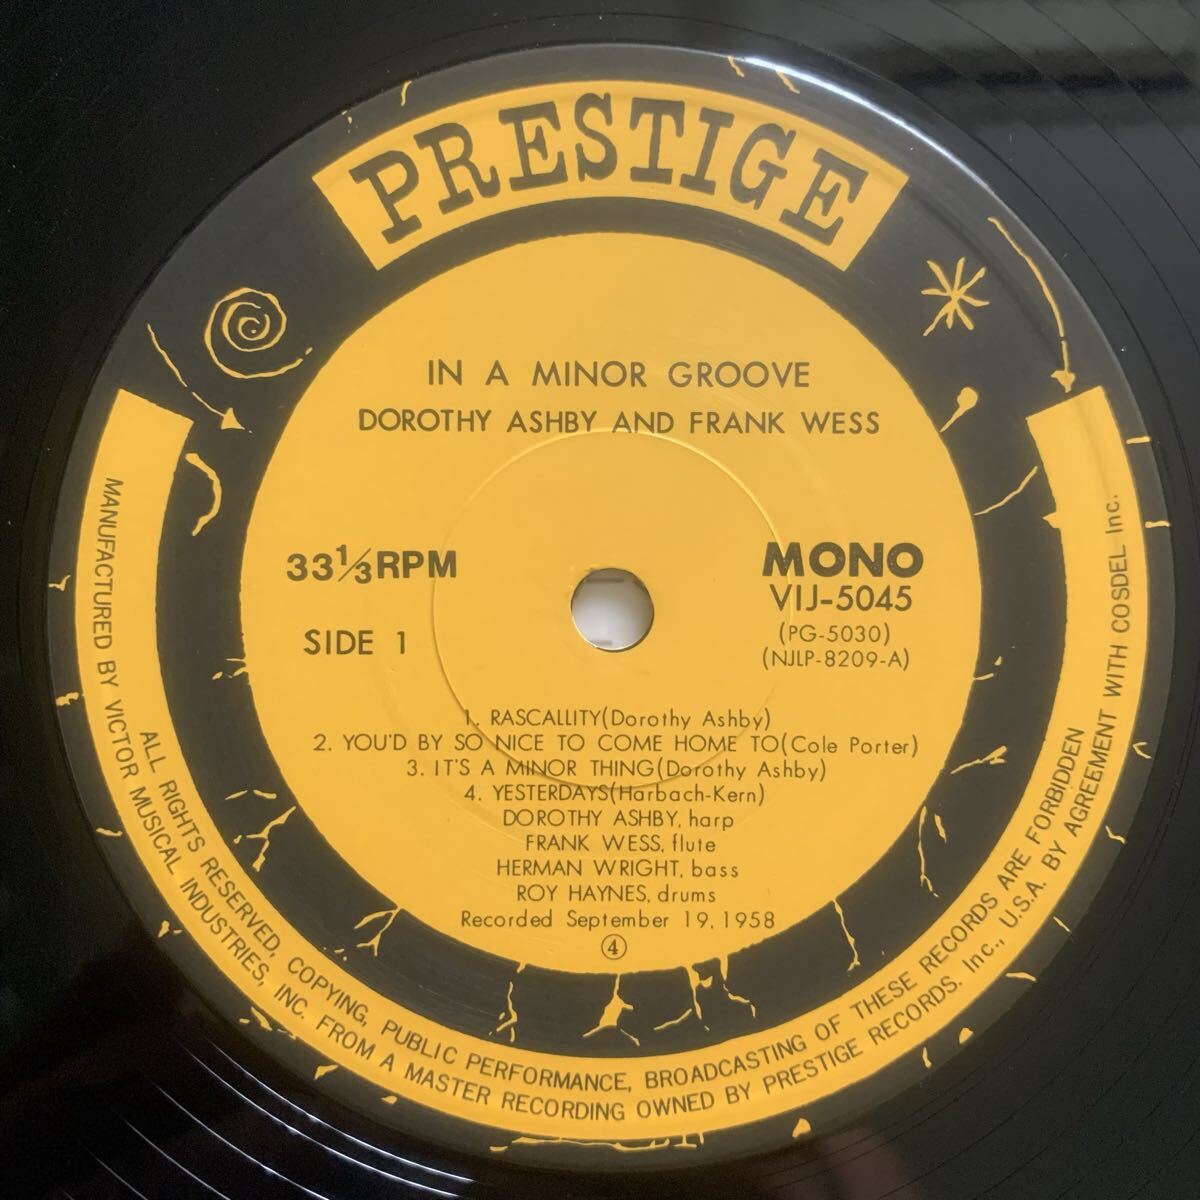 PRESTIGE
IN A MINOR GROOVE
DOROTHY ASHBY AND FRANK WESS
33⅓RPM
SIDE 1
MONO
VIJ-5045
(PG-5030)
(NJLP-8209-A)
1. RASCALLITY(Dorothy Ashby)
2. YOU'D BY SO NICE TO COME HOME TO(Cole Porter)
3. IT'S A MINOR THING(Dorothy Ashby)
4. YESTERDAYS(Harbach-Kern)
DOROTHY ASHBY, harp
FRANK WESS, flute
HERMAN WRIGHT, bass
ROY HAYNES, drums
Recorded September 19, 1958
④
ALL RIGHTS RESERVED, COPYING, PUBLIC PERFORMANCE, BROADCASTING OF THESE RECORDS ARE FORBIDDEN
MANUFACTURED BY VICTOR MUSICAL INDUSTRIES, INC. FROM A MASTER RECORDING OWNED BY PRESTIGE RECORDS. Inc., U.S.A. BY AGREEMENT WITH COSDEL Inc.